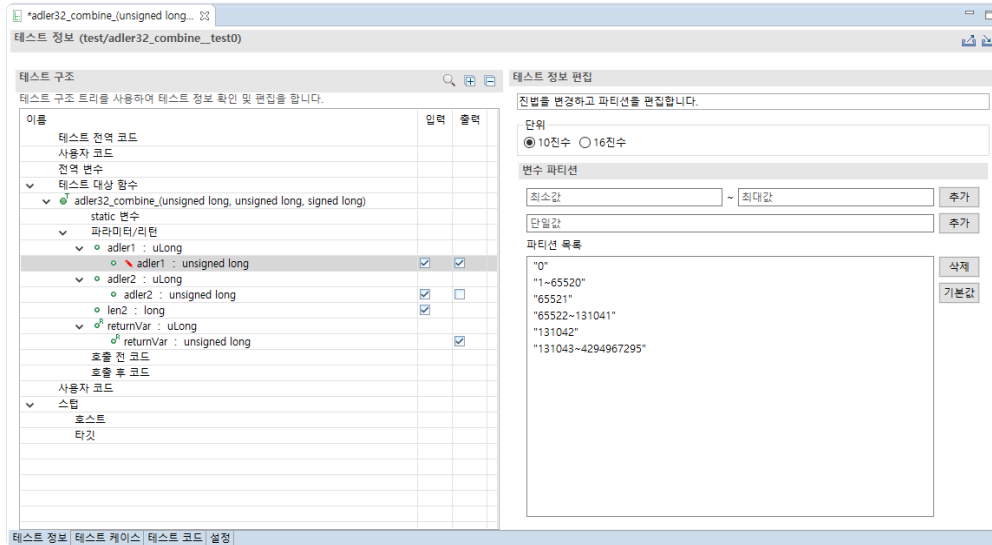 *adler32_combine_(unsigned long...
테스트 정보 (test/adler32_combine__test0)
테스트 구조
테스트 구조 트리를 사용하여 테스트 정보 확인 및 편집을 합니다.
이름 입력 출력
테스트 전역 코드
사용자 코드
전역 변수
테스트 대상 함수
adler32_combine_(unsigned long, unsigned long, signed long)
static 변수
파라미터/리턴
adler1 : uLong
adler1 : unsigned long
adler2 : uLong
adler2 : unsigned long
len2 : long
returnVar : uLong
returnVar : unsigned long
호출 전 코드
호출 후 코드
사용자 코드
스텁
호스트
타깃
테스트 정보 편집
진법을 변경하고 파티션을 편집합니다.
단위
10진수 16진수
변수 파티션
최소값 ~ 최대값 추가
단일값 추가
파티션 목록
"0" 삭제
"1~65520"
"65521" 기본값
"65522~131041"
"131042"
"131043~4294967295"
테스트 정보 테스트 케이스 테스트 코드 설정